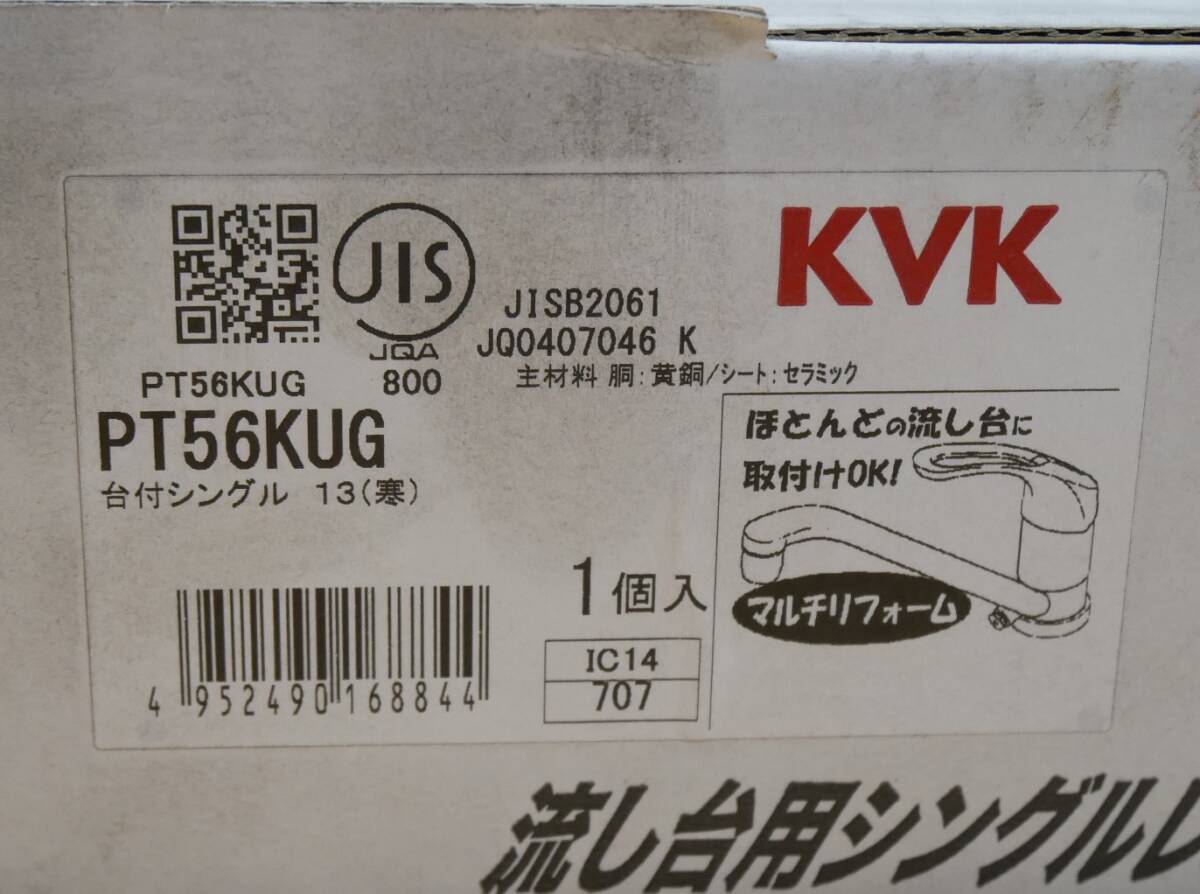 JIS
KVK
JISB2061
JQA
JQ0407046 K
PT56KUG
800
主材料 胴:黄銅/シート:セラミック
PT56KUG
台付シングル 13(寒)
ほとんどの流し台に
取付けOK!
マルチリフォーム
1個入
IC14
707
4 952490 168844
流し台用シングルレ